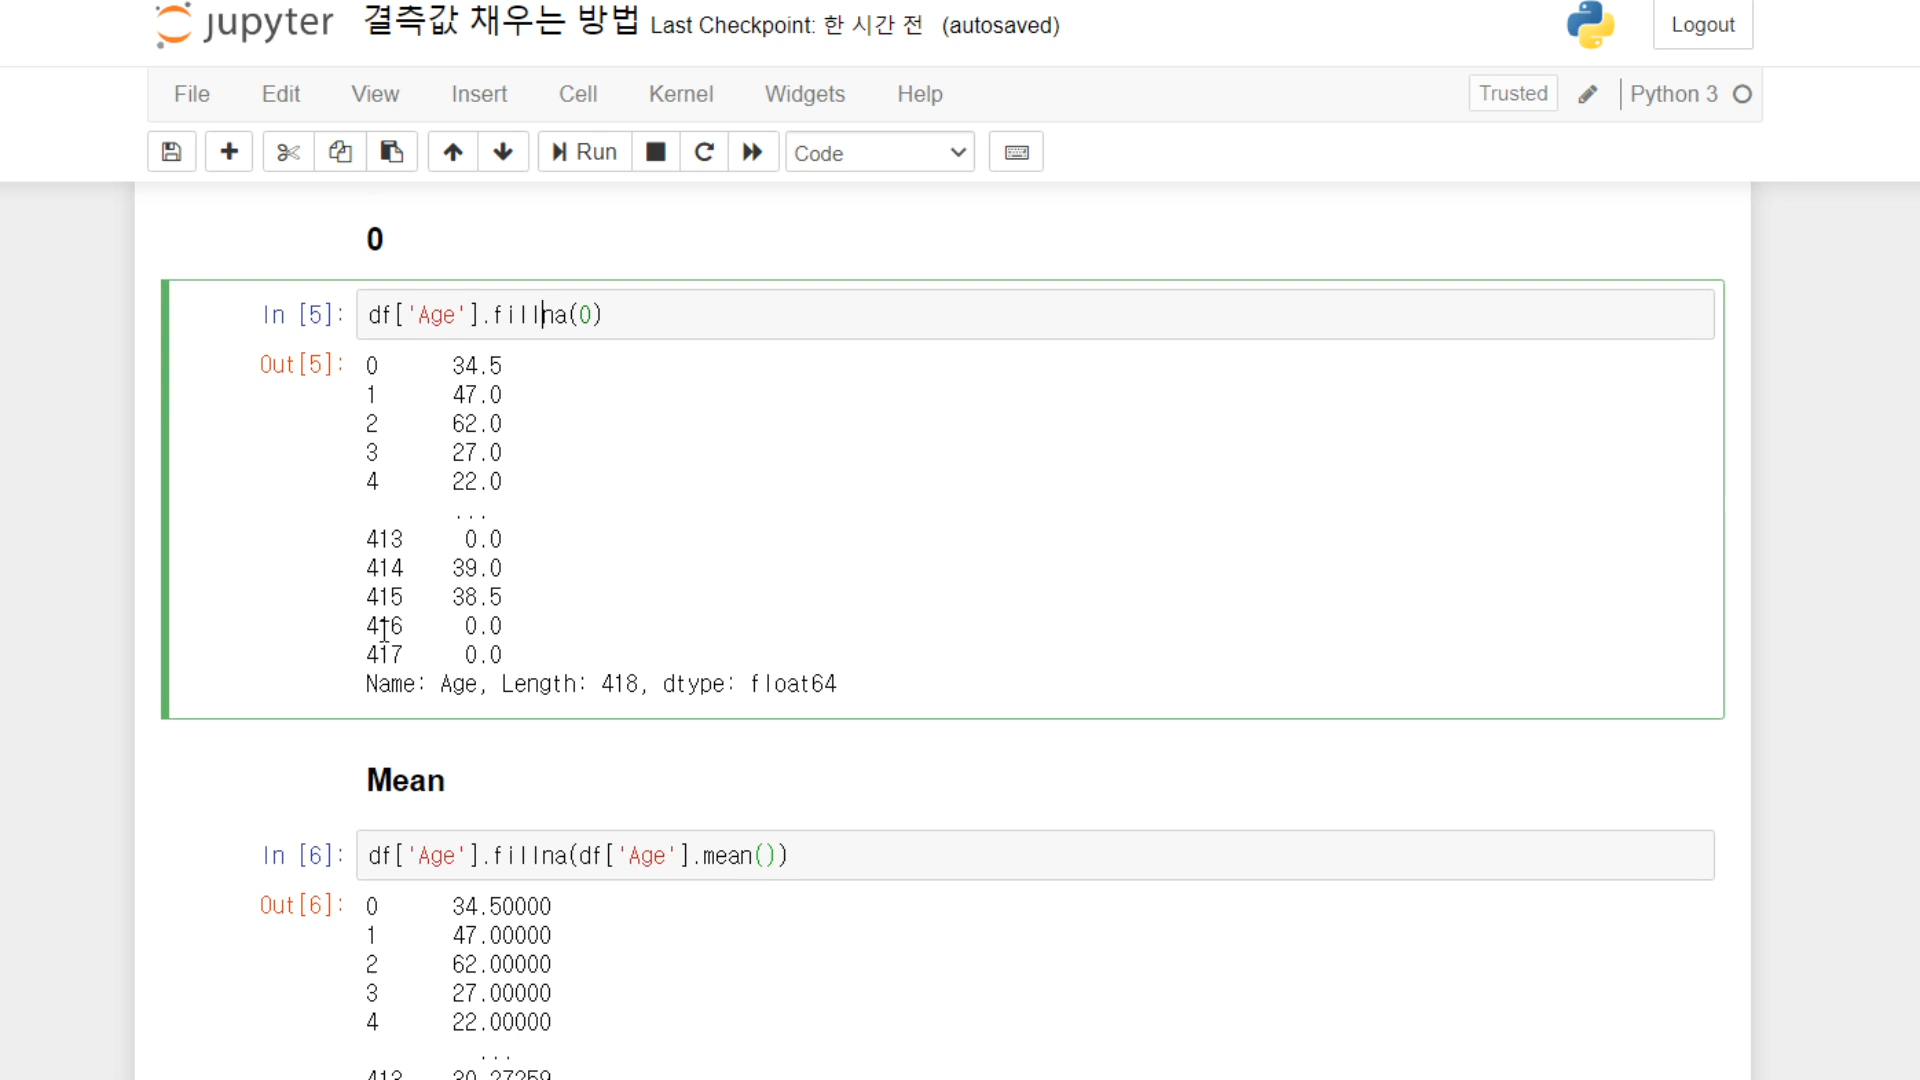 jupyter 결측값 채우는 방법 Last Checkpoint: 한 시간 전 (autosaved) Logout
File Edit View Insert Cell Kernel Widgets Help Trusted Python 3
Run Code
0
In [5]: df['Age'].fillna(0)
Out[5]: 0 34.5
1 47.0
2 62.0
3 27.0
4 22.0
...
413 0.0
414 39.0
415 38.5
416 0.0
417 0.0
Name: Age, Length: 418, dtype: float64
Mean
In [6]: df['Age'].fillna(df['Age'].mean())
Out[6]: 0 34.50000
1 47.00000
2 62.00000
3 27.00000
4 22.00000
...
413 30.27259